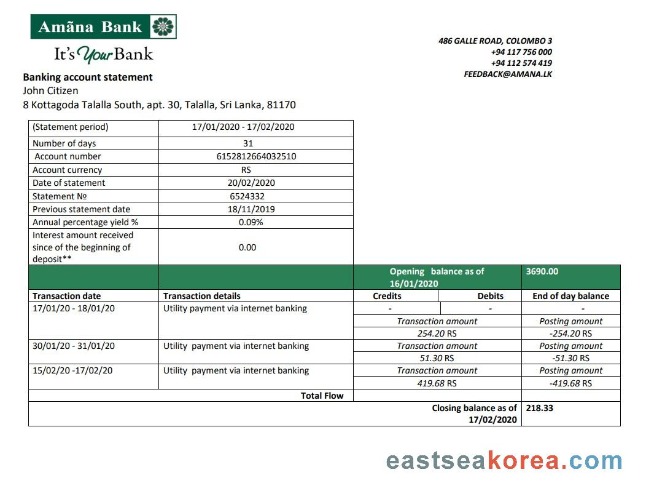 Amãna Bank
It's Your Bank
486 GALLE ROAD, COLOMBO 3
+94 117 756 000
+94 112 574 419
FEEDBACK@AMANA.LK
Banking account statement
John Citizen
8 Kottagoda Talalla South, apt. 30, Talalla, Sri Lanka, 81170
(Statement period) 17/01/2020 - 17/02/2020
Number of days 31
Account number 6152812664032510
Account currency RS
Date of statement 20/02/2020
Statement № 6524332
Previous statement date 18/11/2019
Annual percentage yield % 0.09%
Interest amount received
since of the beginning of 0.00
deposit**
Opening balance as of 3690.00
16/01/2020
Transaction date Transaction details Credits Debits End of day balance
17/01/20 - 18/01/20 Utility payment via internet banking - - -
Transaction amount Posting amount
254.20 RS -254.20 RS
30/01/20 - 31/01/20 Utility payment via internet banking Transaction amount Posting amount
51.30 RS -51.30 RS
15/02/20 -17/02/20 Utility payment via internet banking Transaction amount Posting amount
419.68 RS -419.68 RS
Total Flow
Closing balance as of 218.33
17/02/2020
eastseakorea.com